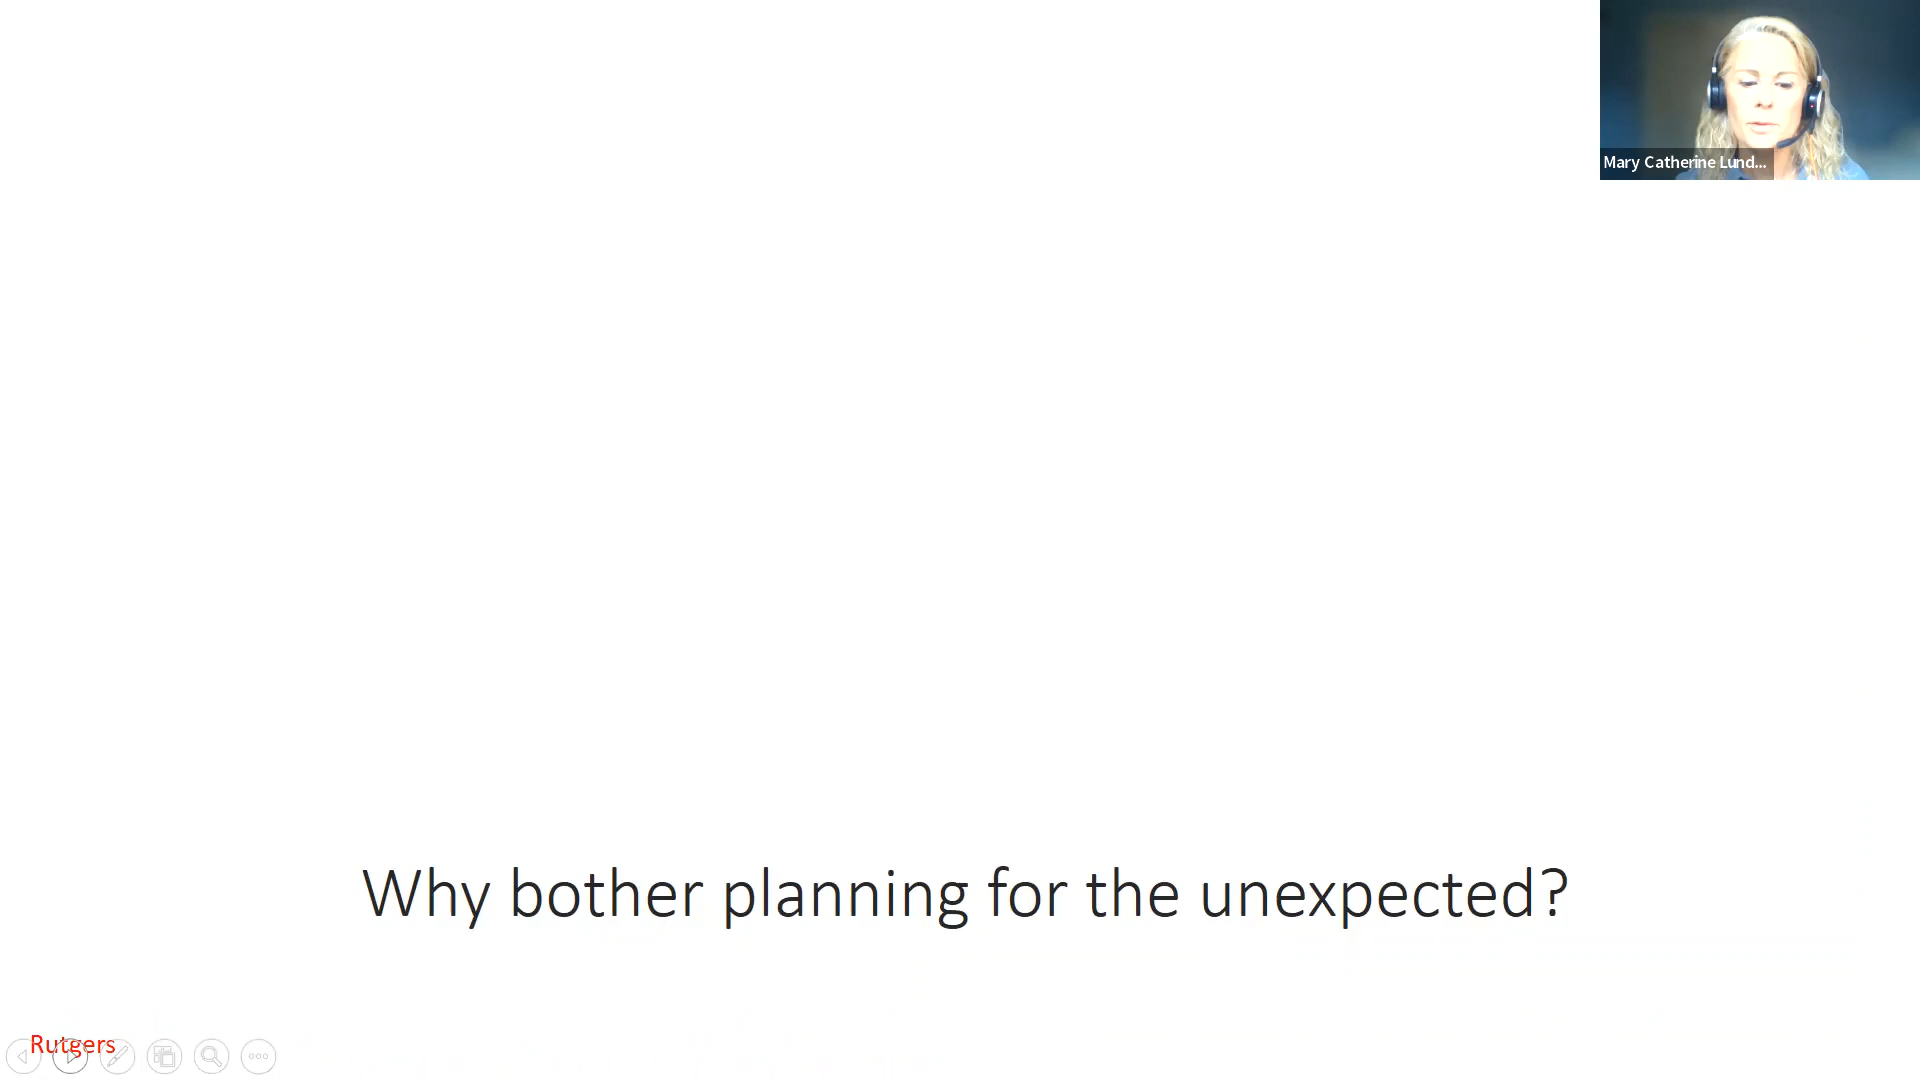 Mary Catherine Lund...
Why bother planning for the unexpected?
Rutgers